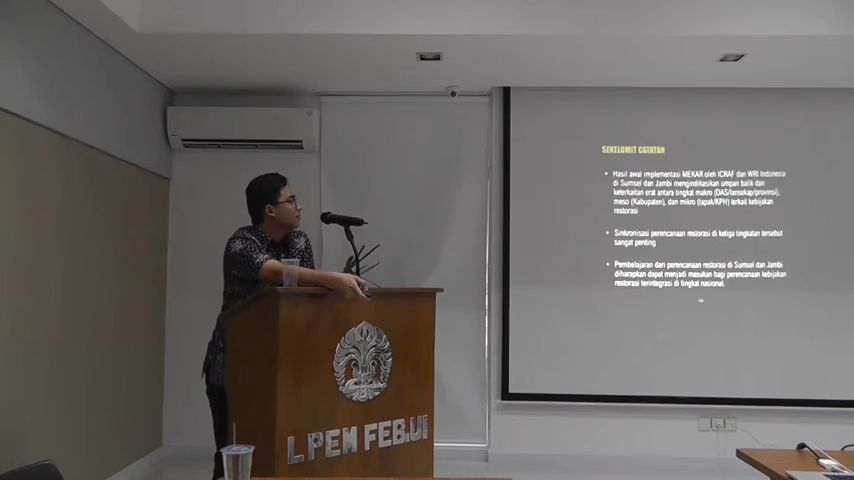 SEKELUMIT CATATAN
• Hasil awal implementasi MEKAR oleh ICRAF dan WRI Indonesia
di Sumsel dan Jambi mengindikasikan umpan balik dan
keterkaitan erat antara tingkat makro (DAS/lansekap/provinsi),
meso (Kabupaten), dan mikro (tapak/KPH) terkait kebijakan
restorasi
• Sinkronisasi perencanaan restorasi di ketiga tingkatan tersebut
sangat penting
• Pembelajaran dari perencanaan restorasi di Sumsel dan Jambi
diharapkan dapat menjadi masukan bagi perencanaan kebijakan
restorasi terintegrasi di tingkat nasional.
LPEM FEB.UI